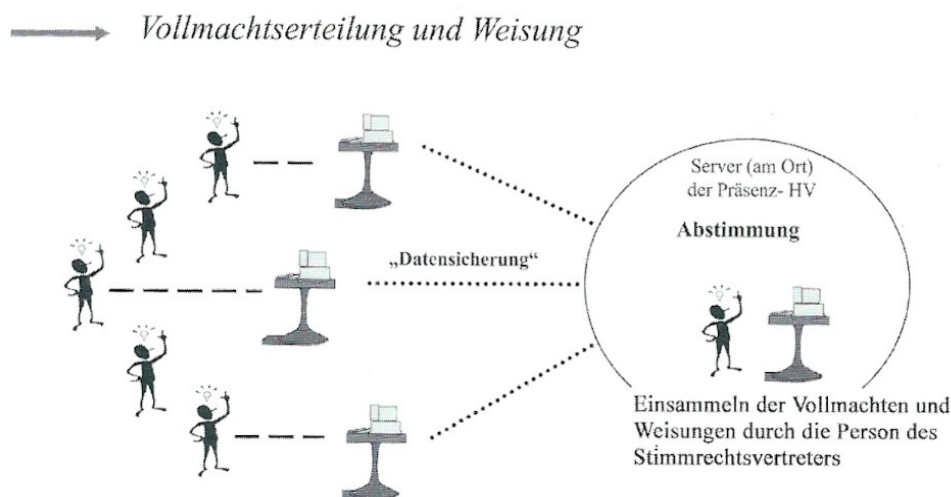 Vollmachtserteilung und Weisung
Server (am Ort)
der Präsenz- HV
Abstimmung
„Datensicherung“
Einsammeln der Vollmachten und
Weisungen durch die Person des
Stimmrechtsvertreters